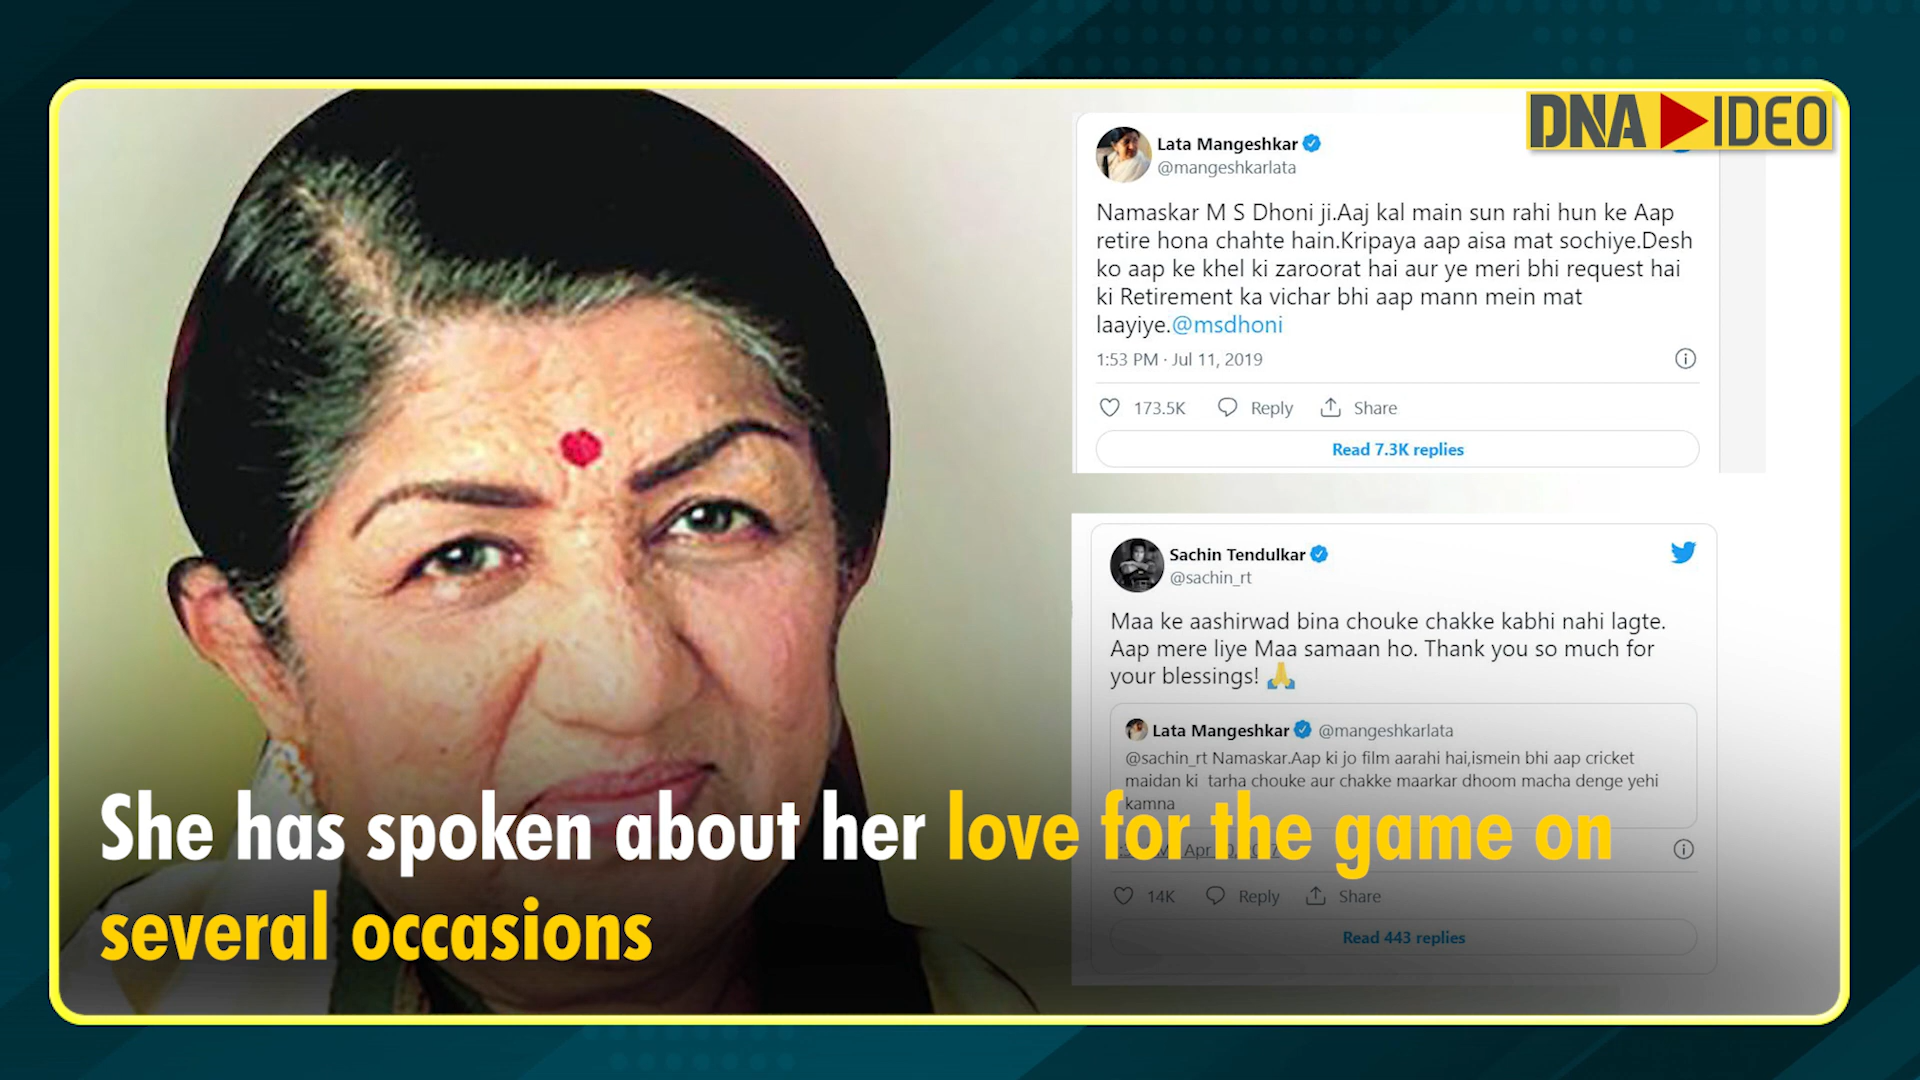 DNA VIDEO
Lata Mangeshkar
@mangeshkarlata
Namaskar M S Dhoni ji.Aaj kal main sun rahi hun ke Aap
retire hona chahte hain.Kripaya aap aisa mat sochiye.Desh
ko aap ke khel ki zaroorat hai aur ye meri bhi request hai
ki Retirement ka vichar bhi aap mann mein mat
laayiye.@msdhoni
1:53 PM · Jul 11, 2019
173.5K Reply Share
Read 7.3K replies
Sachin Tendulkar
@sachin_rt
Maa ke aashirwad bina chouke chakke kabhi nahi lagte.
Aap mere liye Maa samaan ho. Thank you so much for
your blessings! 🙏
Lata Mangeshkar @mangeshkarlata
@sachin_rt Namaskar.Aap ki jo film aarahi hai,ismein bhi aap cricket
maidan ki tarha chouke aur chakke maarkar dhoom macha denge yehi
kamna
Apr
14K Reply Share
Read 443 replies
She has spoken about her love for the game on
several occasions